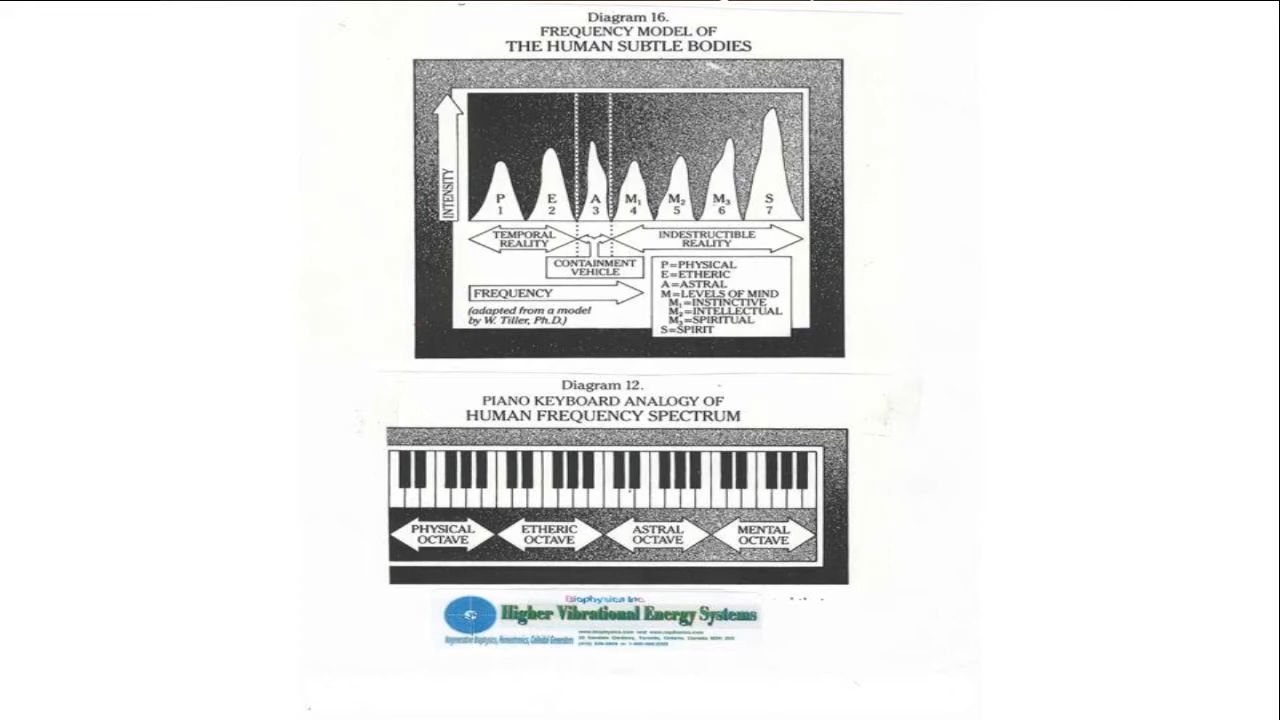 Diagram 16.
FREQUENCY MODEL OF
THE HUMAN SUBTLE BODIES
INTENSITY
P E A M₁ M₂ M₃ S
1 2 3 4 5 6 7
TEMPORAL
REALITY
INDESTRUCTIBLE
REALITY
CONTAINMENT
VEHICLE
FREQUENCY
(adapted from a model
by W. Tiller, Ph.D.)
P=PHYSICAL
E=ETHERIC
A=ASTRAL
M=LEVELS OF MIND
M₁=INSTINCTIVE
M₂=INTELLECTUAL
M₃=SPIRITUAL
S=SPIRIT
Diagram 12.
PIANO KEYBOARD ANALOGY OF
HUMAN FREQUENCY SPECTRUM
PHYSICAL
OCTAVE
ETHERIC
OCTAVE
ASTRAL
OCTAVE
MENTAL
OCTAVE
Biophysica Inc.
Higher Vibrational Energy Systems